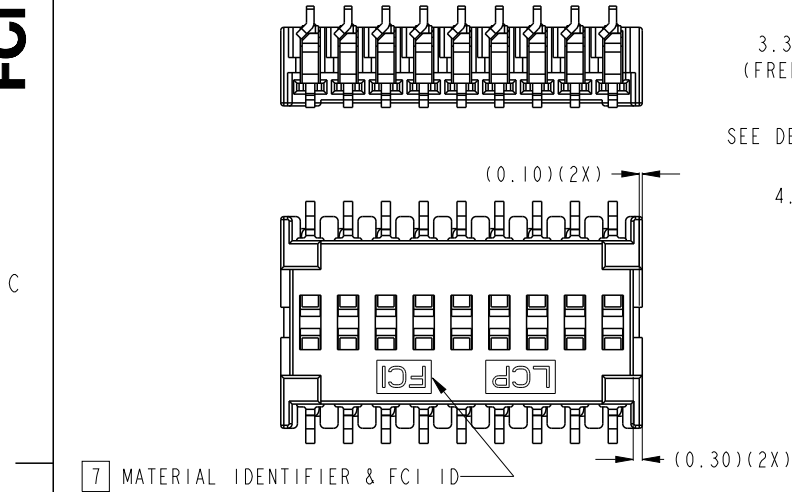 FCI
3.3
(FREE
SEE DE
(0.10)(2X)
4.
C
FCI
LCP
7 MATERIAL IDENTIFIER & FCI ID
(0.30)(2X)